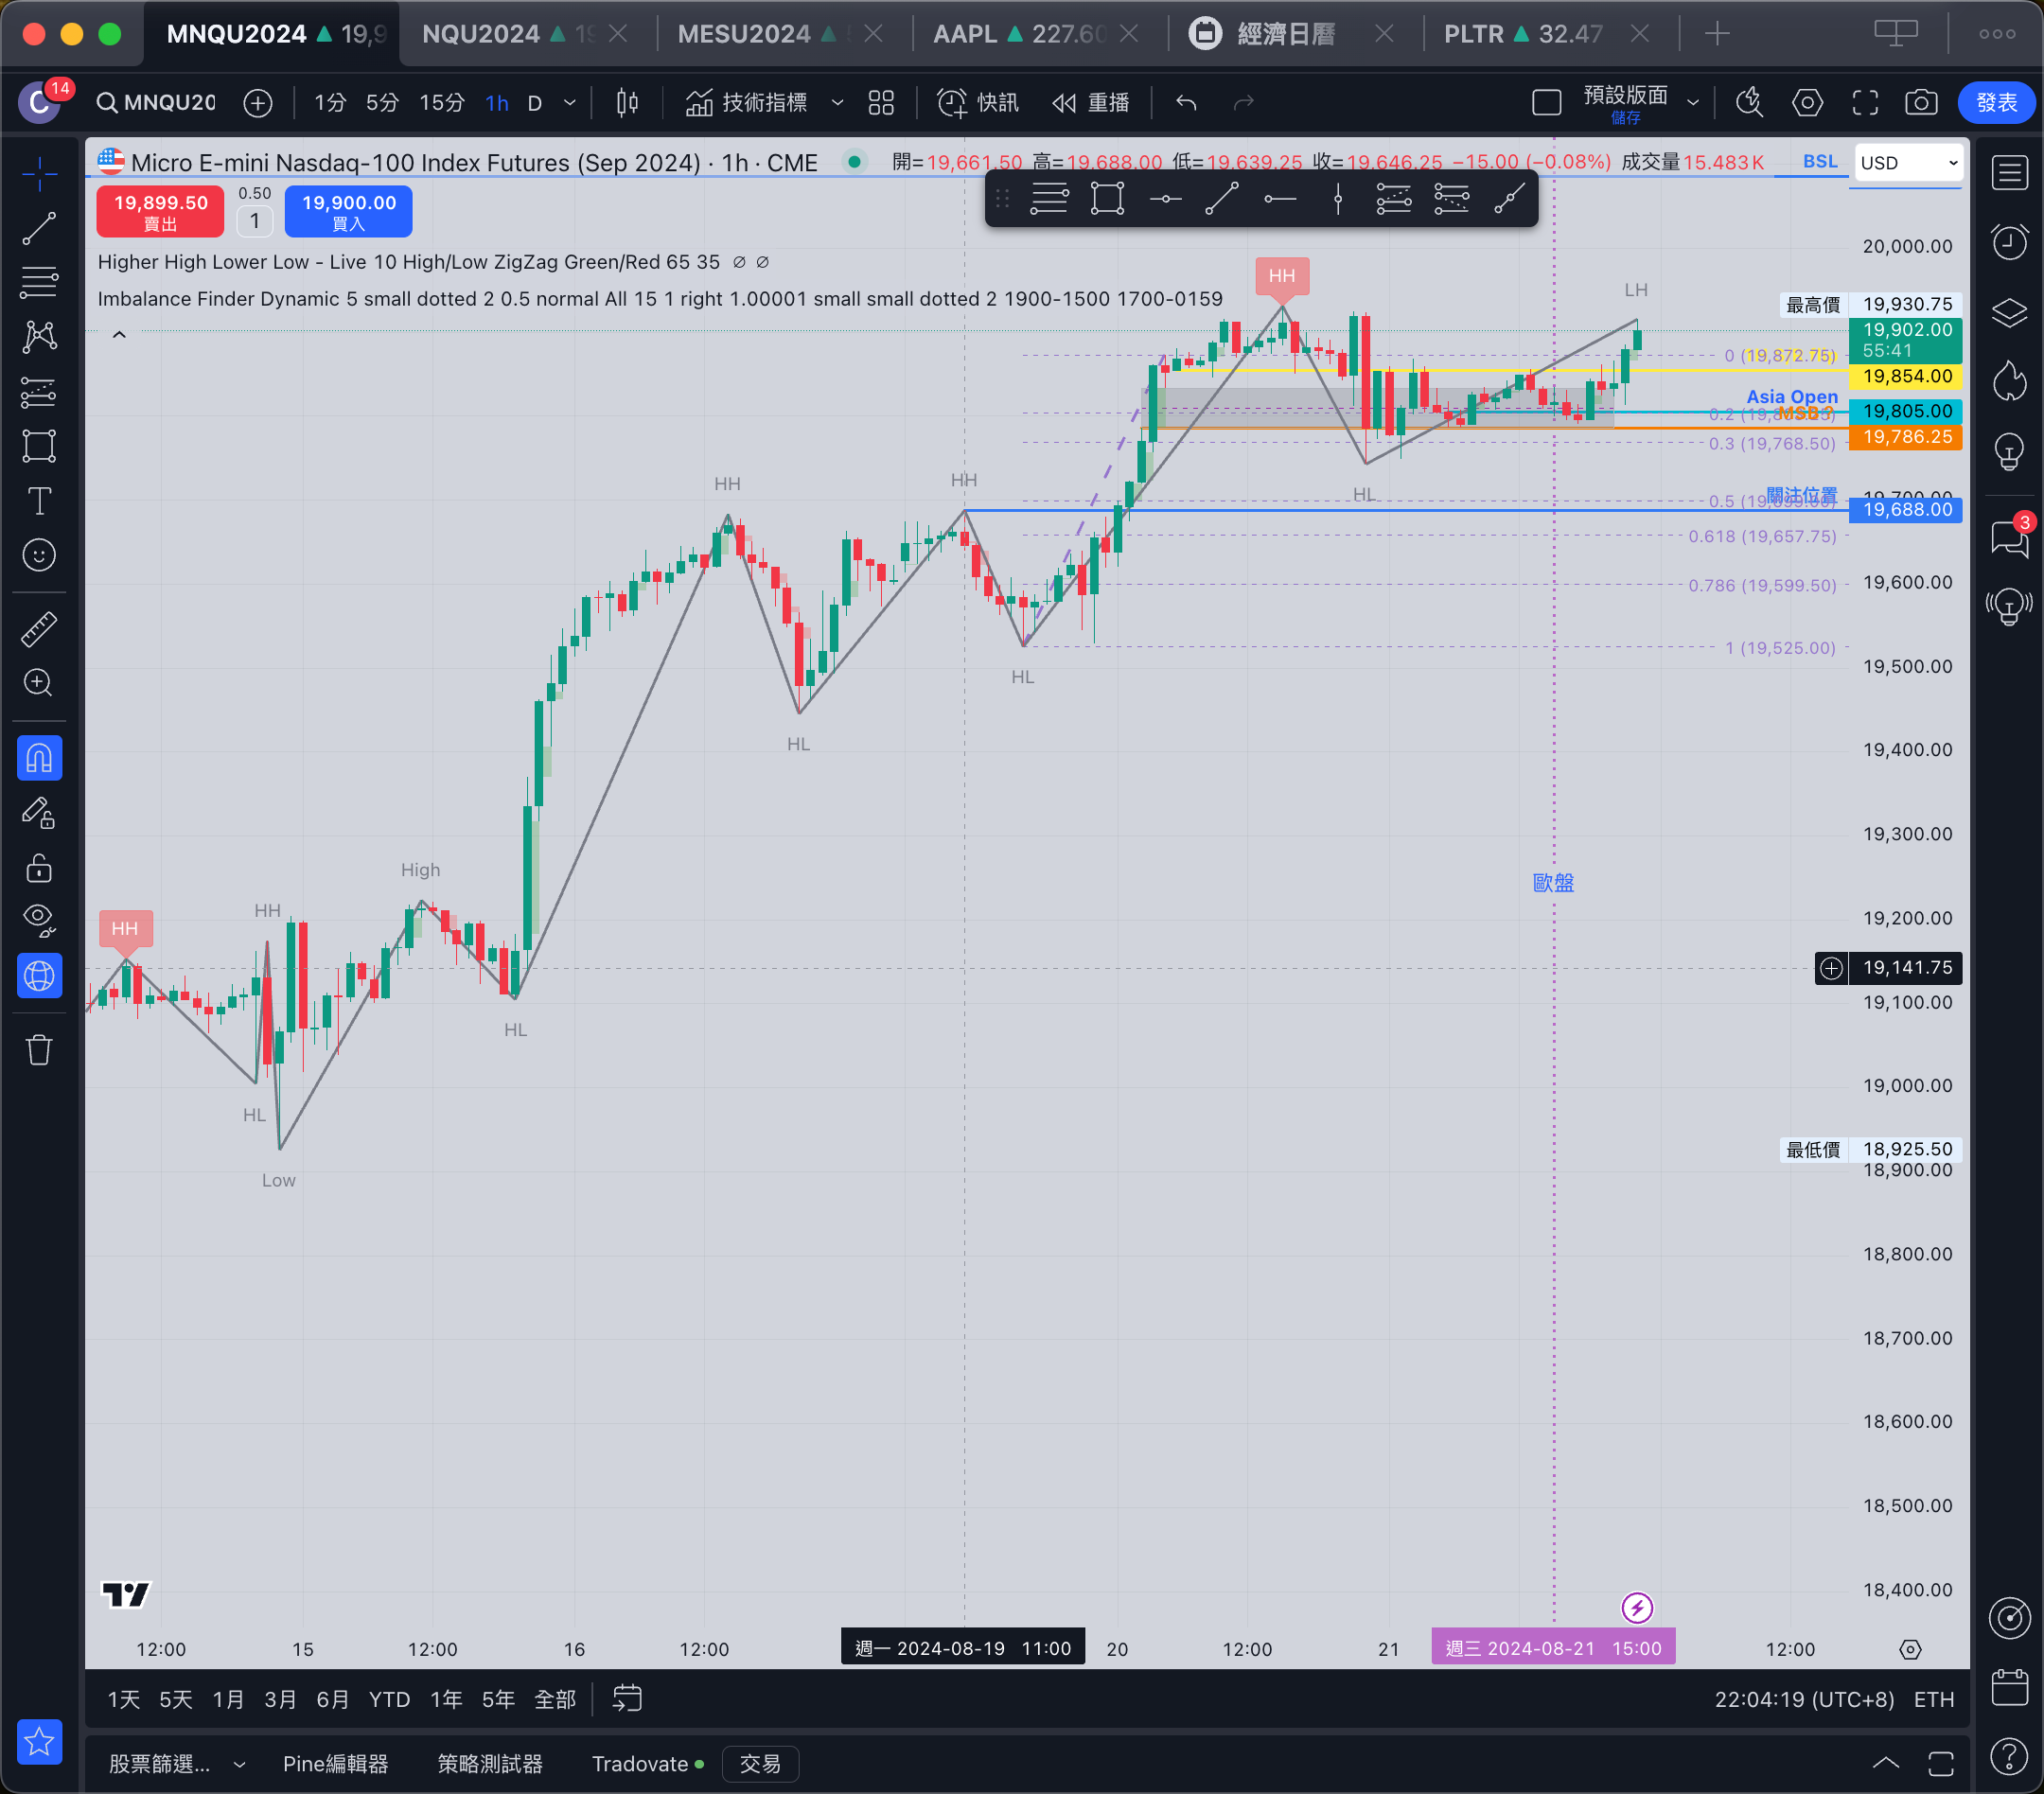 MNQU2024 ▲ 19,9
NQU2024 ▲ 19
MESU2024 ▲
AAPL ▲ 227.60
經濟日曆
PLTR ▲ 32.47
C 14
MNQU20
1分 5分 15分 1h D
技術指標
快訊
重播
預設版面
儲存
發表
Micro E-mini Nasdaq-100 Index Futures (Sep 2024) · 1h · CME
開=19,661.50 高=19,688.00 低=19,639.25 收=19,646.25 −15.00 (−0.08%) 成交量15.483K
BSL
USD
19,899.50
賣出
0.50
1
19,900.00
買入
Higher High Lower Low - Live 10 High/Low ZigZag Green/Red 65 35 ∅ ∅
Imbalance Finder Dynamic 5 small dotted 2 0.5 normal All 15 1 right 1.00001 small small dotted 2 1900-1500 1700-0159
20,000.00
HH
LH
最高價 19,930.75
19,902.00
55:41
0 (19,872.75)
19,854.00
Asia Open
MSB ?
19,805.00
19,786.25
0.3 (19,768.50)
HH
HH
HL
關注位置
19,700.00
19,688.00
0.618 (19,657.75)
0.786 (19,599.50)
19,600.00
1 (19,525.00)
19,500.00
HL
HL
19,400.00
19,300.00
High
歐盤
HH
HH
19,200.00
19,141.75
19,100.00
HL
19,000.00
HL
最低價 18,925.50
18,900.00
Low
18,800.00
18,700.00
18,600.00
18,500.00
18,400.00
12:00
15
12:00
16
12:00
週一 2024-08-19 11:00
20
12:00
21
週三 2024-08-21 15:00
12:00
1天 5天 1月 3月 6月 YTD 1年 5年 全部
22:04:19 (UTC+8) ETH
股票篩選...
Pine編輯器
策略測試器
Tradovate
交易
3